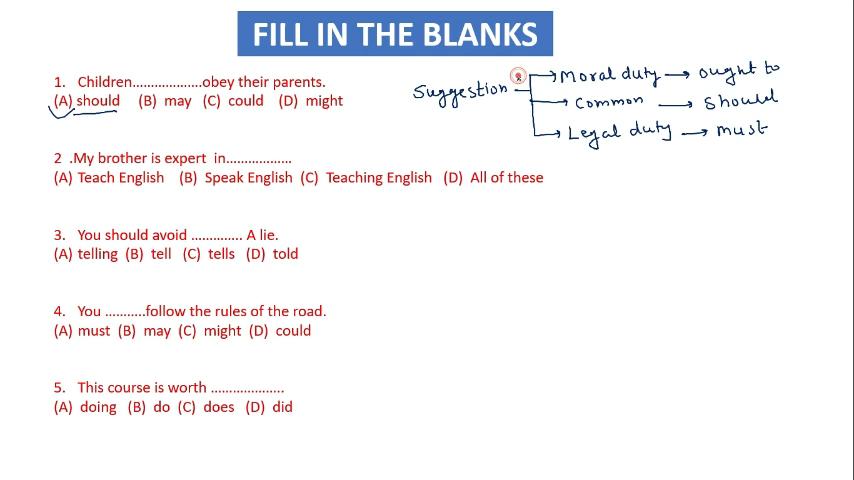 FILL IN THE BLANKS
1. Children...................obey their parents.
(A) should (B) may (C) could (D) might
Suggestion
Moral duty → ought to
Common → Should
Legal duty → must
2 .My brother is expert in..................
(A) Teach English (B) Speak English (C) Teaching English (D) All of these
3. You should avoid .............. A lie.
(A) telling (B) tell (C) tells (D) told
4. You ...........follow the rules of the road.
(A) must (B) may (C) might (D) could
5. This course is worth ....................
(A) doing (B) do (C) does (D) did